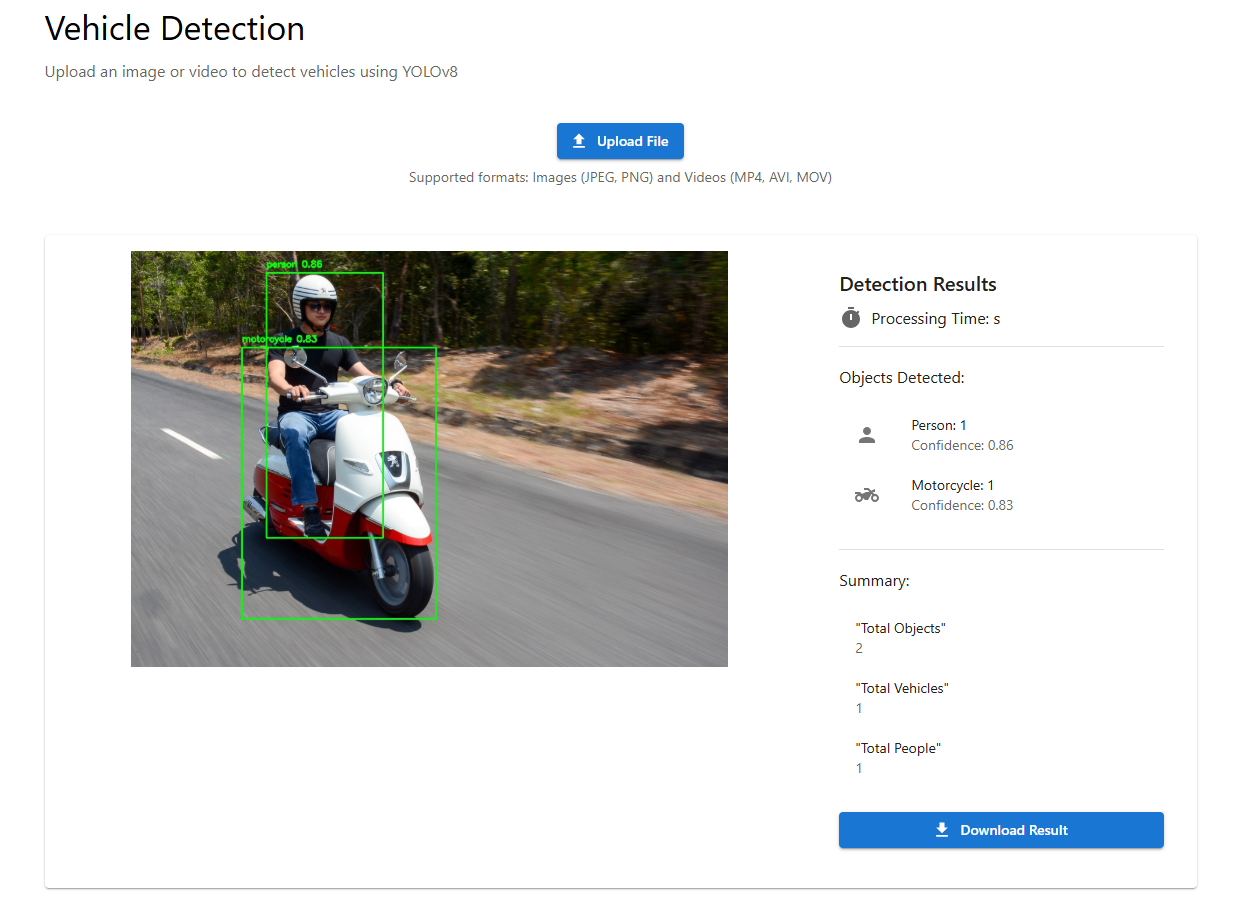 Vehicle Detection
Upload an image or video to detect vehicles using YOLOv8
Upload File
Supported formats: Images (JPEG, PNG) and Videos (MP4, AVI, MOV)
person 0.86
motorcycle 0.83
Detection Results
Processing Time: s
Objects Detected:
Person: 1
Confidence: 0.86
Motorcycle: 1
Confidence: 0.83
Summary:
"Total Objects"
2
"Total Vehicles"
1
"Total People"
1
Download Result